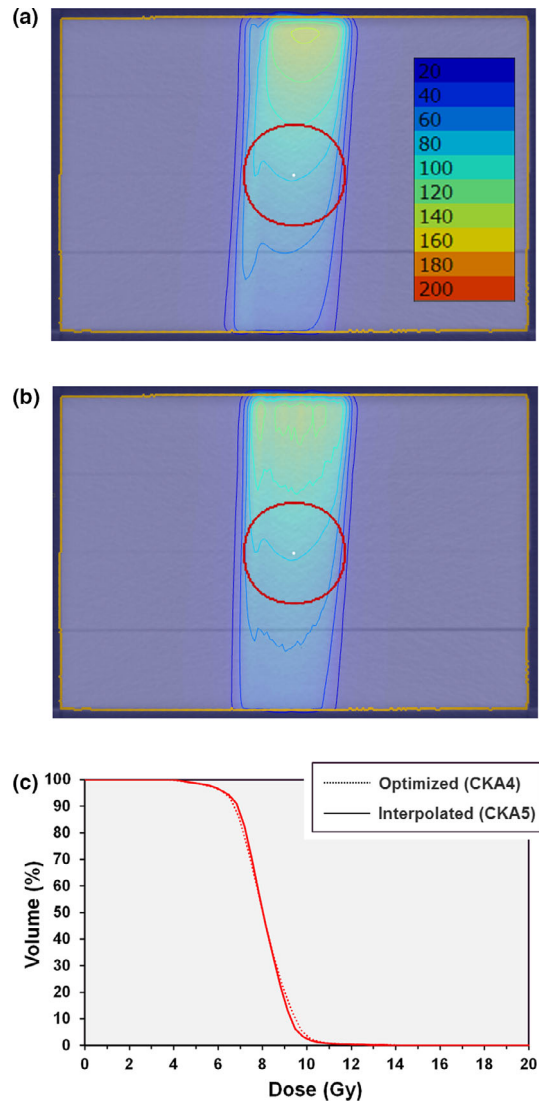 (a)
20
40
60
80
100
120
140
160
180
200
(b)
(c)
Optimized (CKA4)
Interpolated (CKA5)
Volume (%)
100
90
80
70
60
50
40
30
20
10
0
0 2 4 6 8 10 12 14 16 18 20
Dose (Gy)